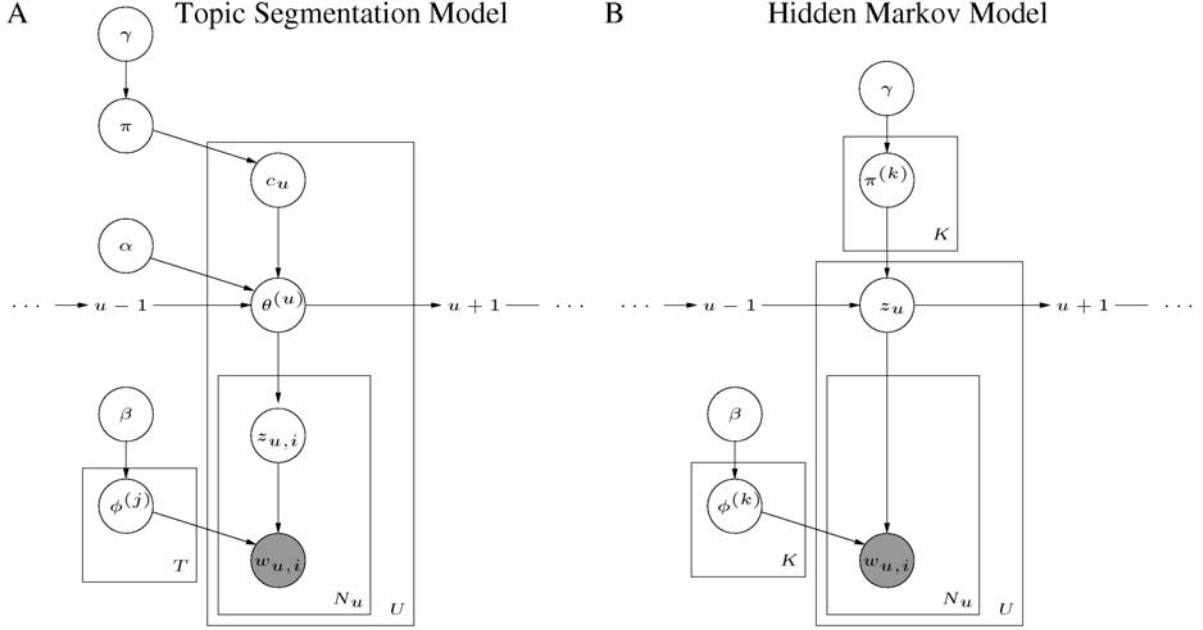 A Topic Segmentation Model
γ
π
c_u
α
· · · u − 1 θ^(u) u + 1 · · ·
β
z_{u,i}
ϕ^(j)
T
w_{u,i}
N_u
U
B Hidden Markov Model
γ
π^(k)
K
· · · u − 1 z_u u + 1 · · ·
β
ϕ^(k)
K
w_{u,i}
N_u
U